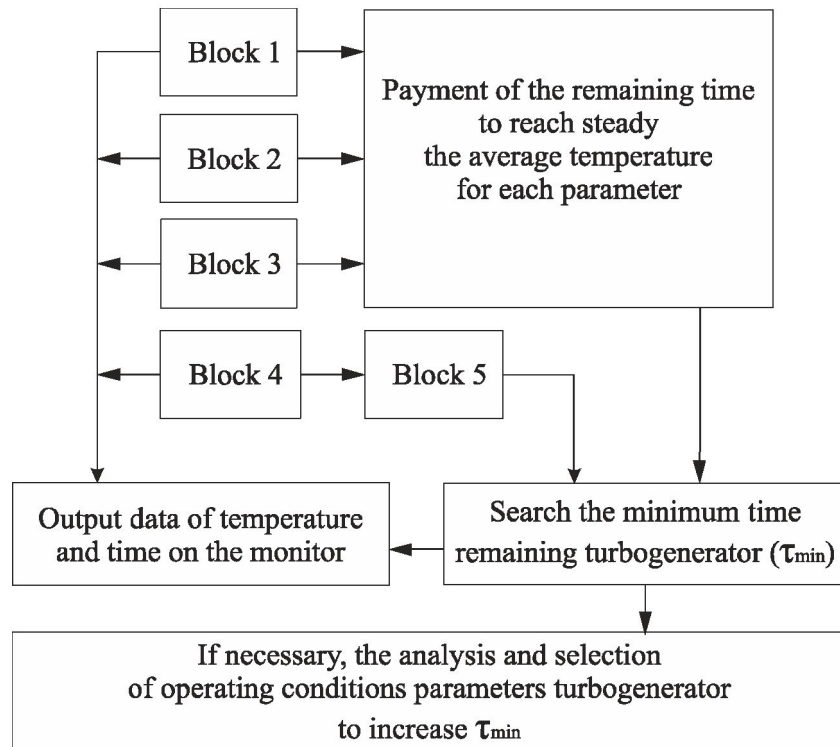 Block 1
Payment of the remaining time
to reach steady
the average temperature
for each parameter
Block 2
Block 3
Block 4
Block 5
Output data of temperature
and time on the monitor
Search the minimum time
remaining turbogenerator (τmin)
If necessary, the analysis and selection
of operating conditions parameters turbogenerator
to increase τmin